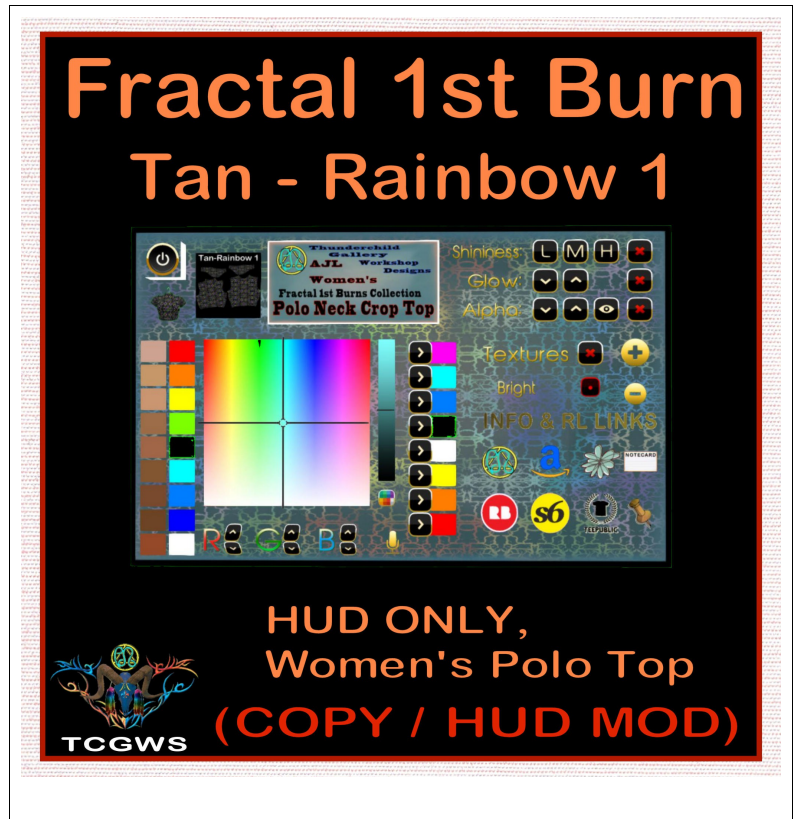 Fractal 1st Burn
Tan - Rainbow 1
Tan-Rainbow 1
Thunderchild
Gallery
AJL Workshop
Designs
Women's
Fractal 1st Burns Collection
Polo Neck Crop Top
Shininess: L M H
Glow:
Alpha:
Textures
Bright
INFO & RL LINKS
a
NOTECARD
RB
s6
TEEPUBLIC
R G B
HUD ONLY,
Women's Polo Top
(COPY / HUD MOD)
TCGWS